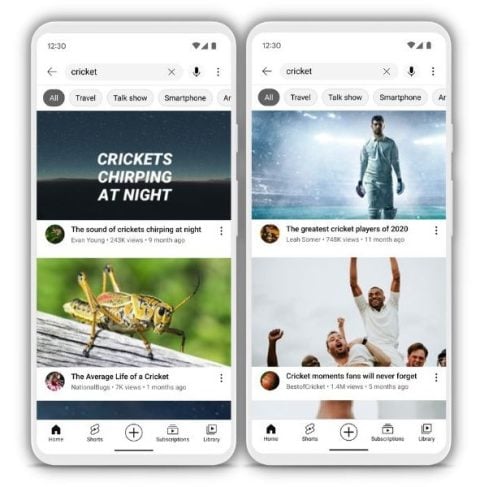 12:30
cricket
All Travel Talk show Smartphone
CRICKETS
CHIRPING
AT NIGHT
The sound of crickets chirping at night
Evan Young • 243K views • 9 month ago
The Average Life of a Cricket
NationalBugs • 7K views • 1 months ago
Home Shorts Subscriptions Library
12:30
cricket
All Travel Talk show Smartphone
The greatest cricket players of 2020
Leah Somer • 748K views • 11 month ago
Cricket moments fans will never forget
BestofCricket • 1.4M views • 5 months ago
Home Shorts Subscriptions Library